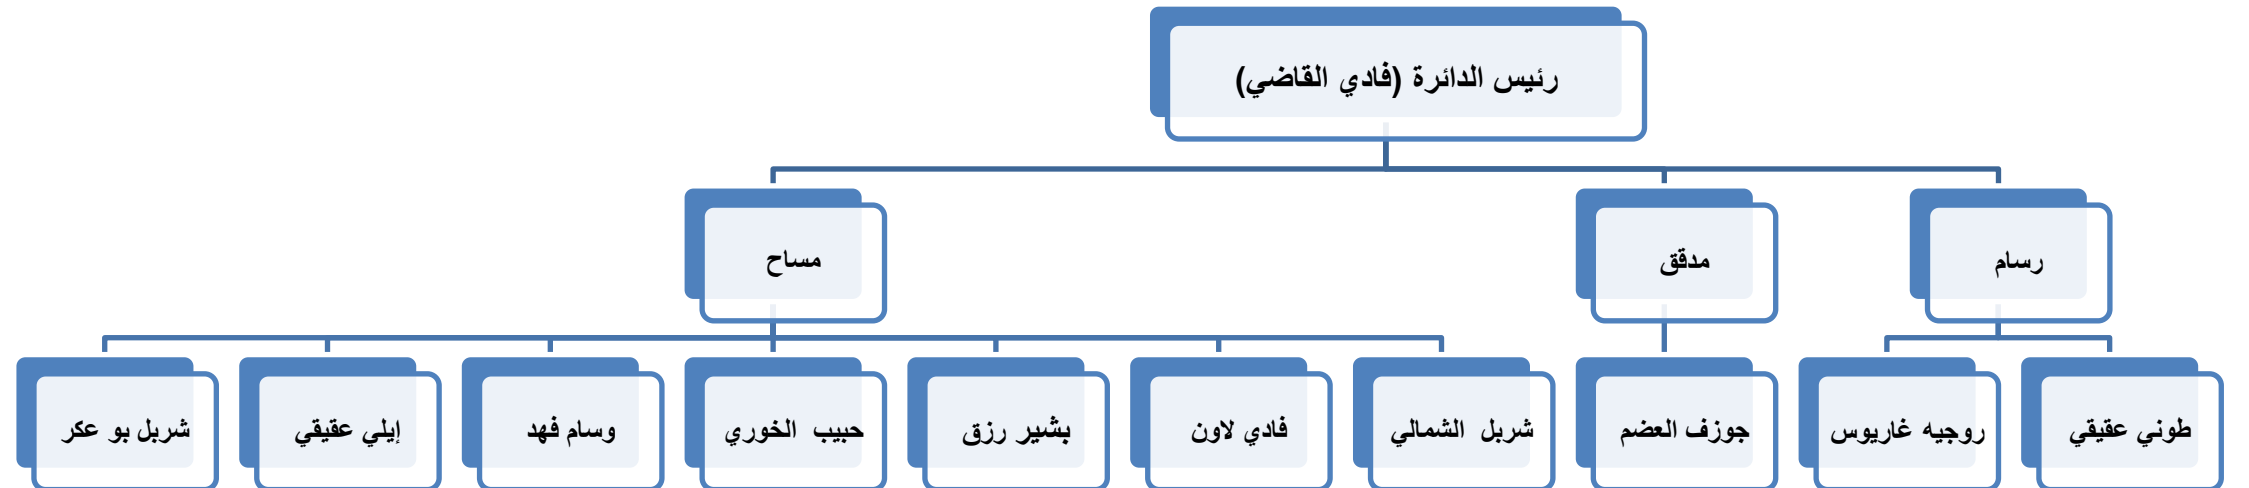 رئيس الدائرة (فادي القاضي)
رسام
مدقق
مساح
طوني عقيقي
روجيه غاريوس
جوزف العضم
شربل الشمالي
فادي لاون
بشير رزق
حبيب الخوري
وسام فهد
إيلي عقيقي
شربل بو عكر